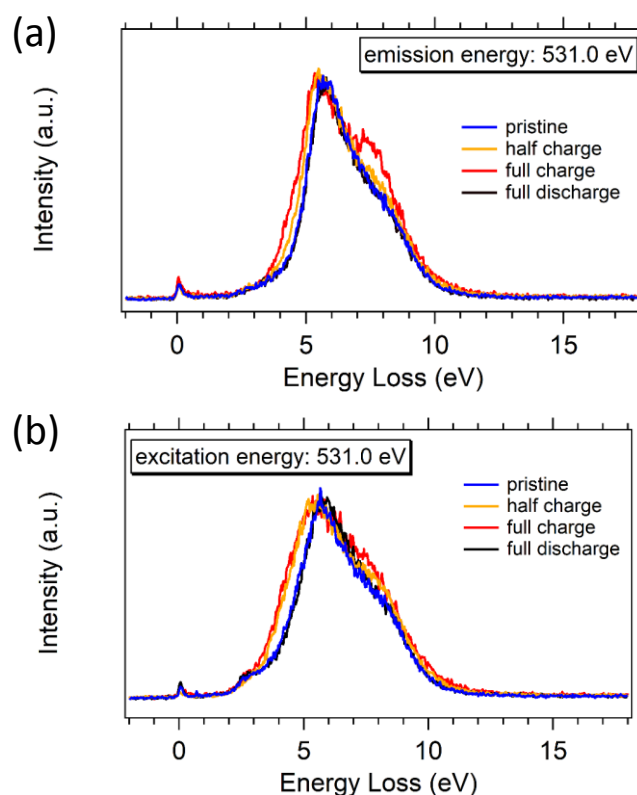 (a)
emission energy: 531.0 eV
pristine
half charge
full charge
full discharge
Intensity (a.u.)
0 5 10 15
Energy Loss (eV)
(b)
excitation energy: 531.0 eV
pristine
half charge
full charge
full discharge
Intensity (a.u.)
0 5 10 15
Energy Loss (eV)